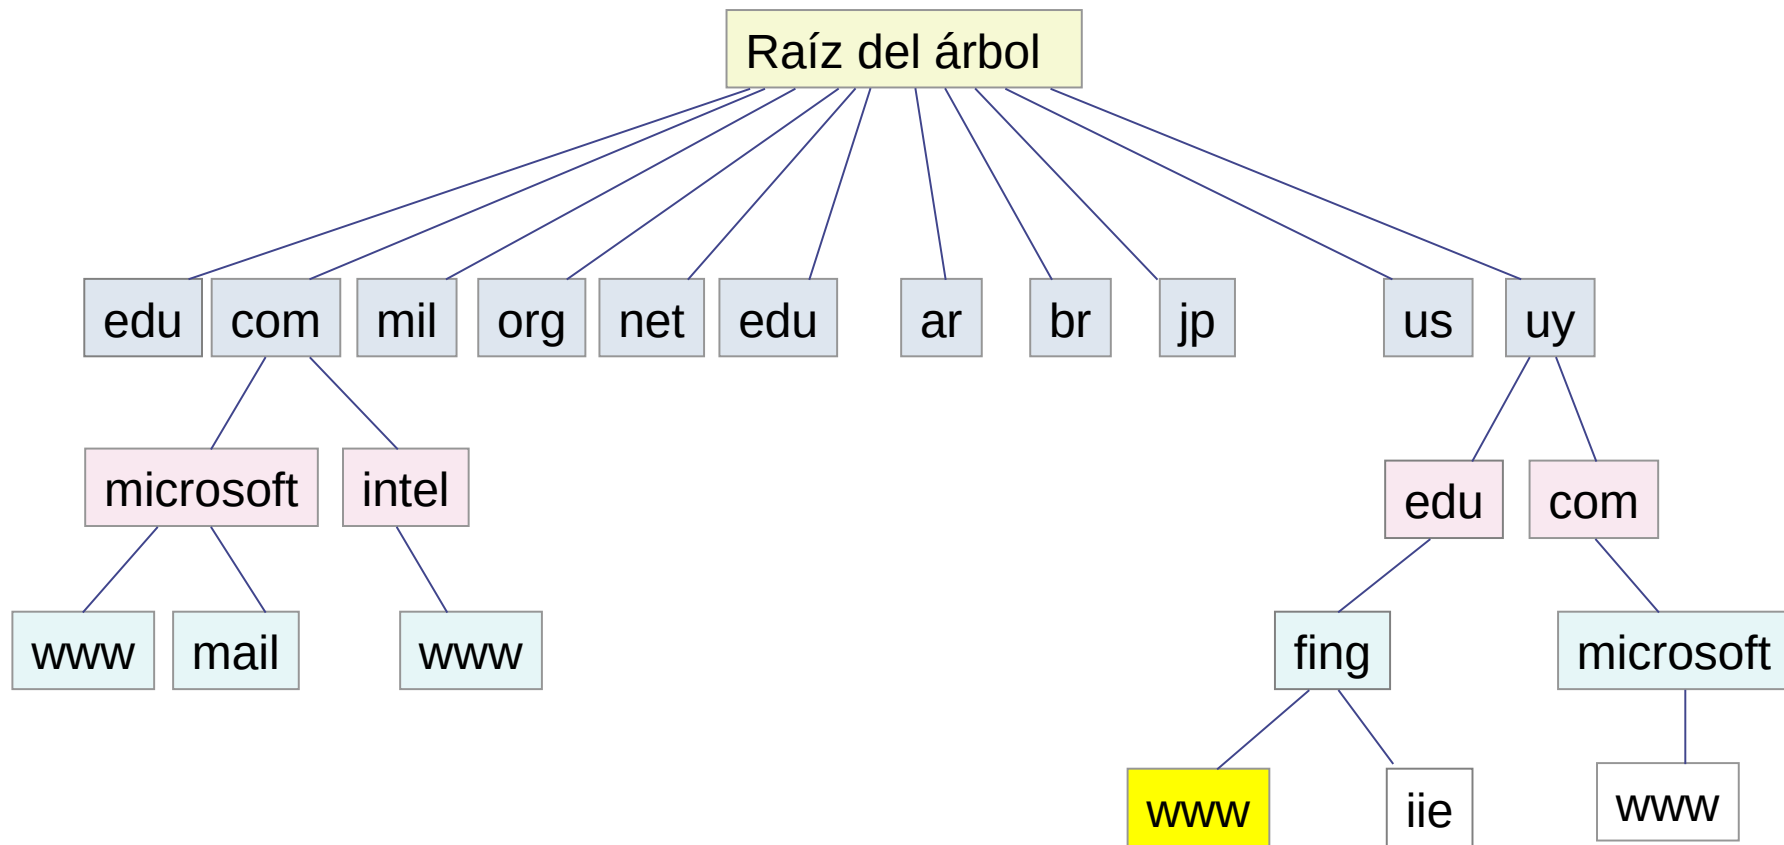 Raíz del árbol
edu com mil org net edu ar br jp us uy
microsoft intel edu com
www mail www fing microsoft
www iie www